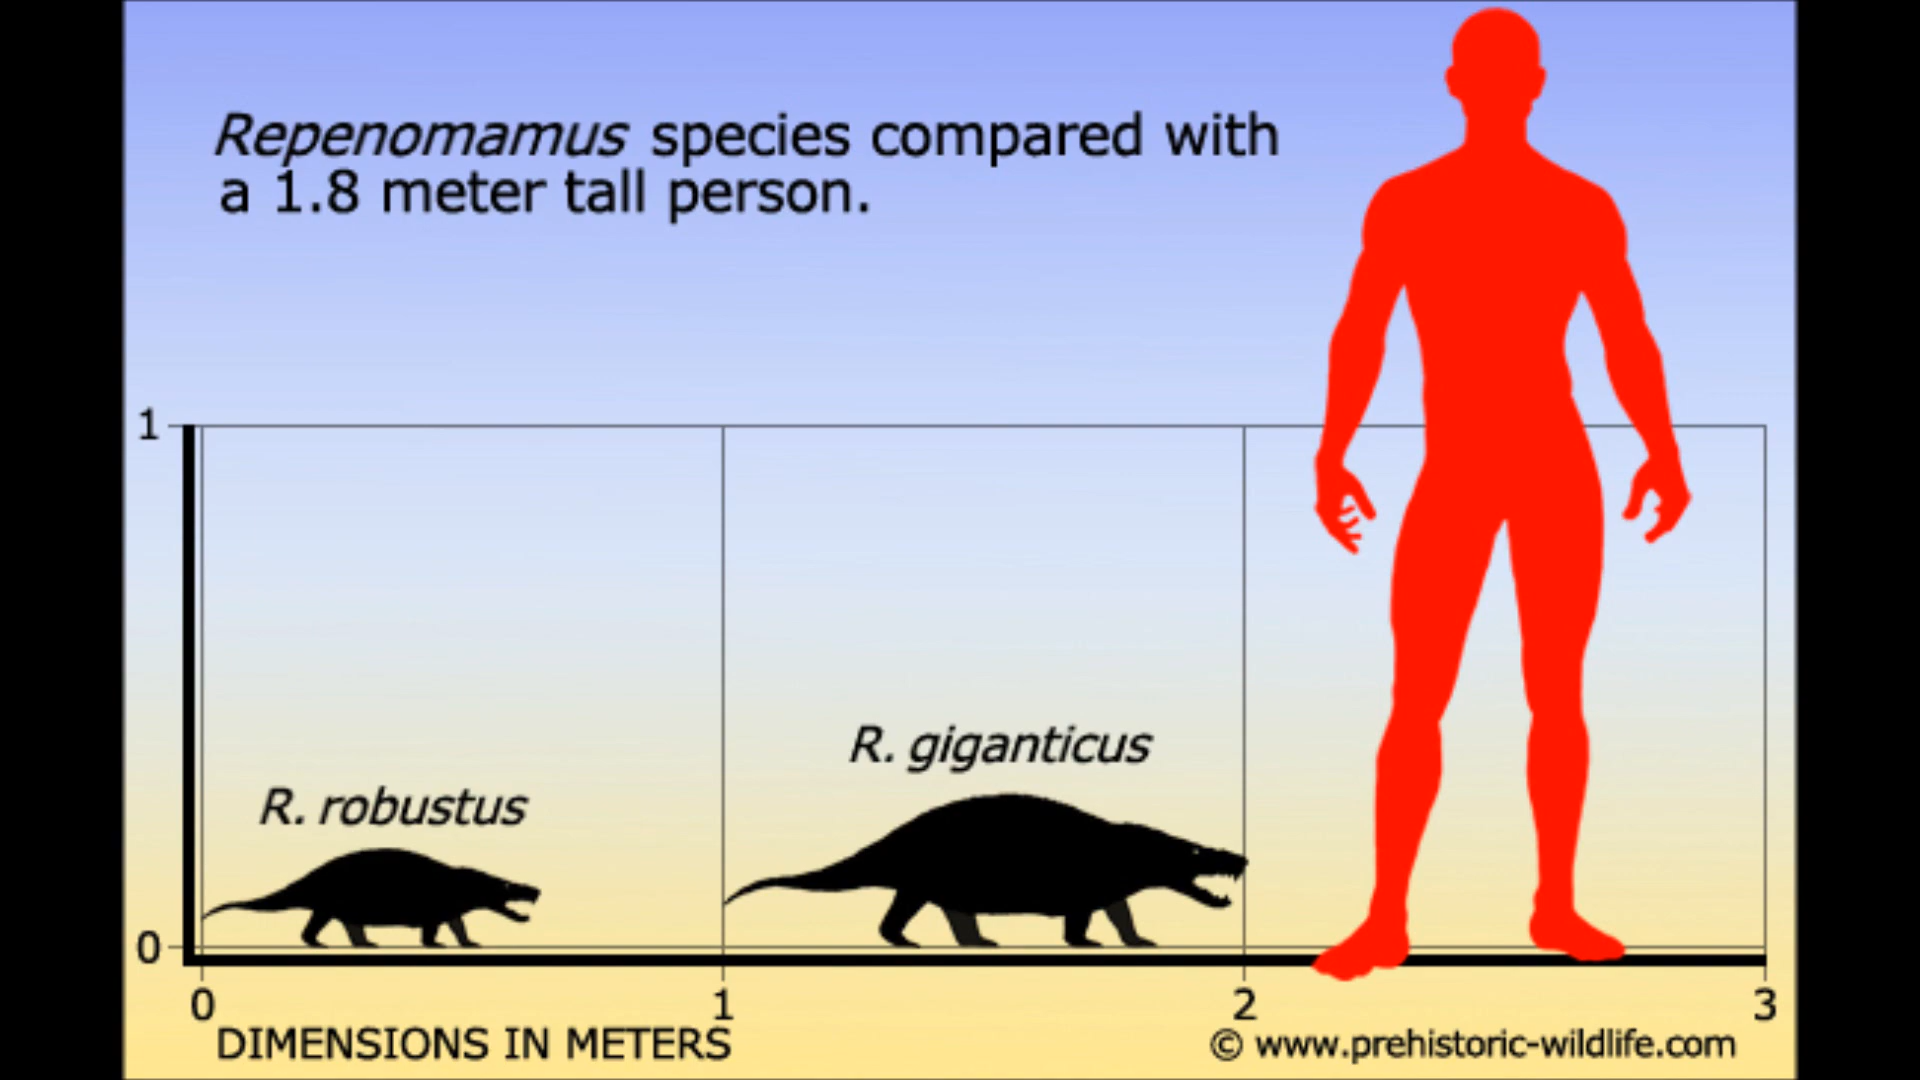 Repenomamus species compared with
a 1.8 meter tall person.
1
R. giganticus
R. robustus
0
0 1 2 3
DIMENSIONS IN METERS
© www.prehistoric-wildlife.com